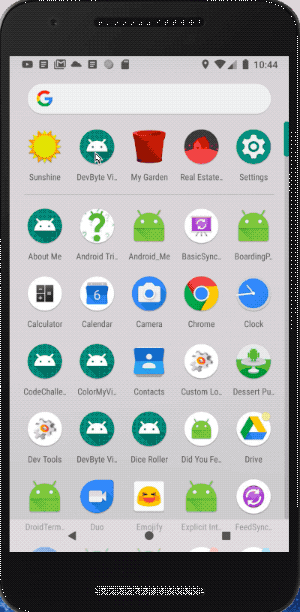 10:44
G
Sunshine DevByte Vi.. My Garden Real Estate.. Settings
About Me Android Tri.. Android_Me BasicSync.. BoardingP..
6
Calculator Calendar Camera Chrome Clock
CodeChalle.. ColorMyVi.. Contacts Custom Lo.. Dessert Pu..
Dev Tools DevByte Vi.. Dice Roller Did You Fe.. Drive
DroidTerm.. Duo Emojify Explicit Int.. FeedSync..